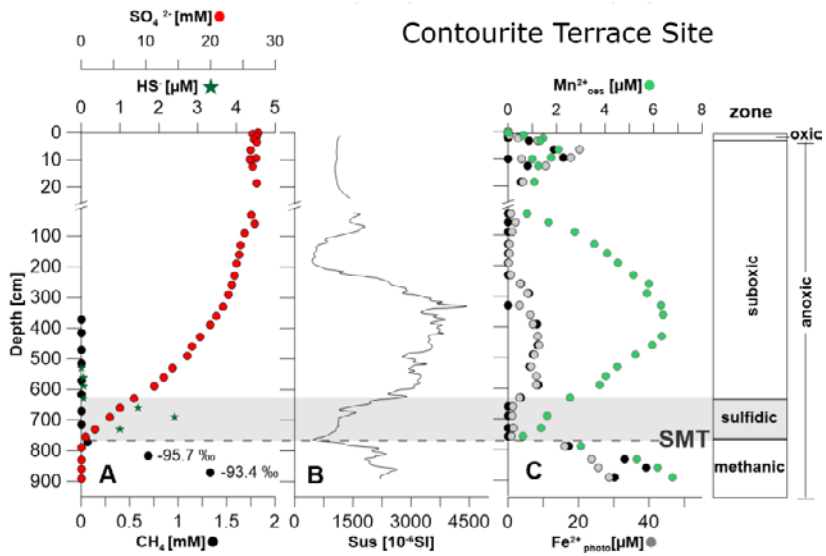 Contourite Terrace Site
SO₄ ²⁻[mM]
0 10 20 30
HS⁻[µM]
0 1 2 3 4 5
Mn²⁺oes[µM]
0 2 4 6 8
zone
0
20
100
200
300
400
500
600
700
800
900
Depth [cm]
oxic
suboxic
anoxic
sulfidic
SMT
methanic
-95.7 ‰
-93.4 ‰
A
B
C
0 0.5 1 1.5 2
CH₄ [mM]
0 1500 3000 4500
Sus [10⁻⁶SI]
0 20 40
Fe²⁺photo[µM]